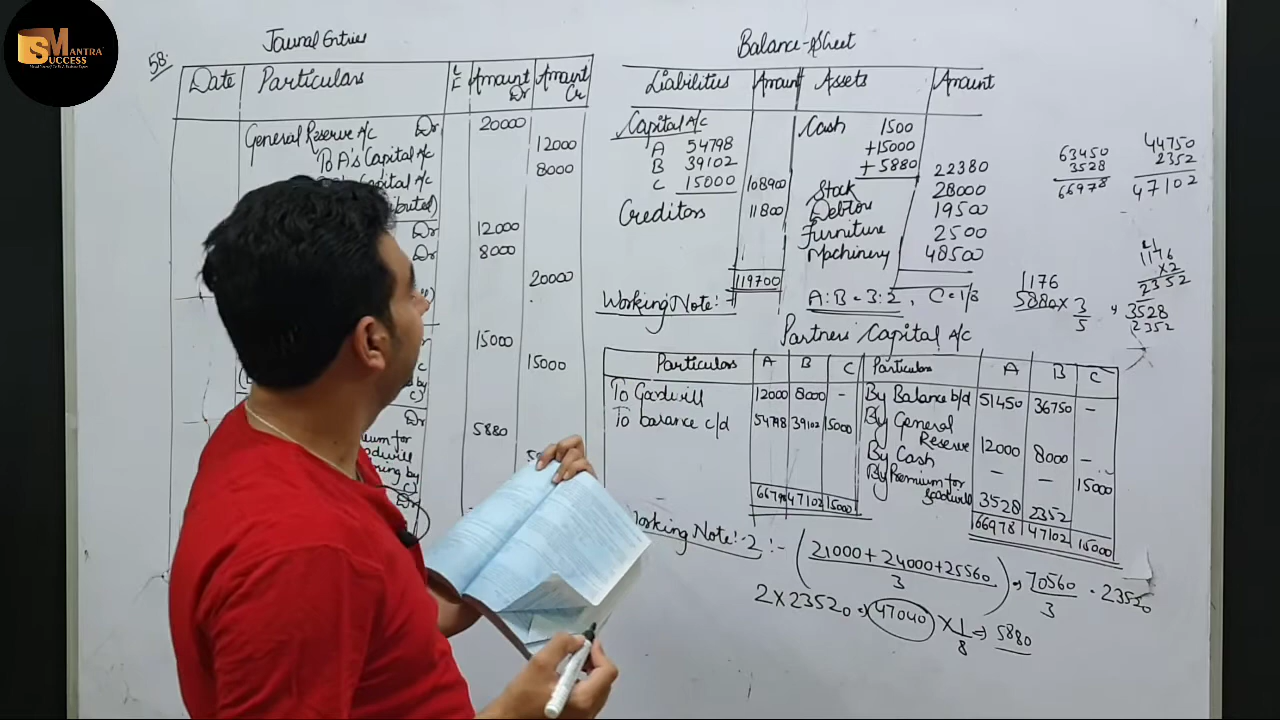 SUCCESS MANTRA
58.
Journal Entries
Date Particulars L F Amount Dr Amount Cr
General Reserve A/c Dr 20000
To A's Capital A/c 12000
Capital A/c 8000
Dr 12000
Dr 8000
20000
15000
15000
Dr 5880
Dr
Balance-Sheet
Liabilities Amount Assets Amount
Capital A/c
A 54798
B 39102
C 15000 108900
Creditors 11800
119700
Cash 1500
+15000
+5880 22380
Stock 28000
Debtors 19500
Furniture 2500
Machinery 48500
63450
3528
66978
44750
2352
47102
1176
×2
2352
1176
5880 × 3/5
3528
2352
Working Note:-
A:B = 3:2, C = 1/8
Partners Capital A/c
Particulars A B C Particulars A B C
To Goodwill 12000 8000 - By Balance b/d 51450 36750 -
To balance c/d 54798 39102 15000 By General Reserve 12000 8000 -
By Cash - - 15000
By Premium for Goodwill 3528 2352
66978 47102 15000 66978 47102 15000
Working Note:-2:-
(21000+24000+25560 / 3) ⇒ 70560/3 = 23520
2×23520 ⇒ 47040 × 1/8 ⇒ 5880